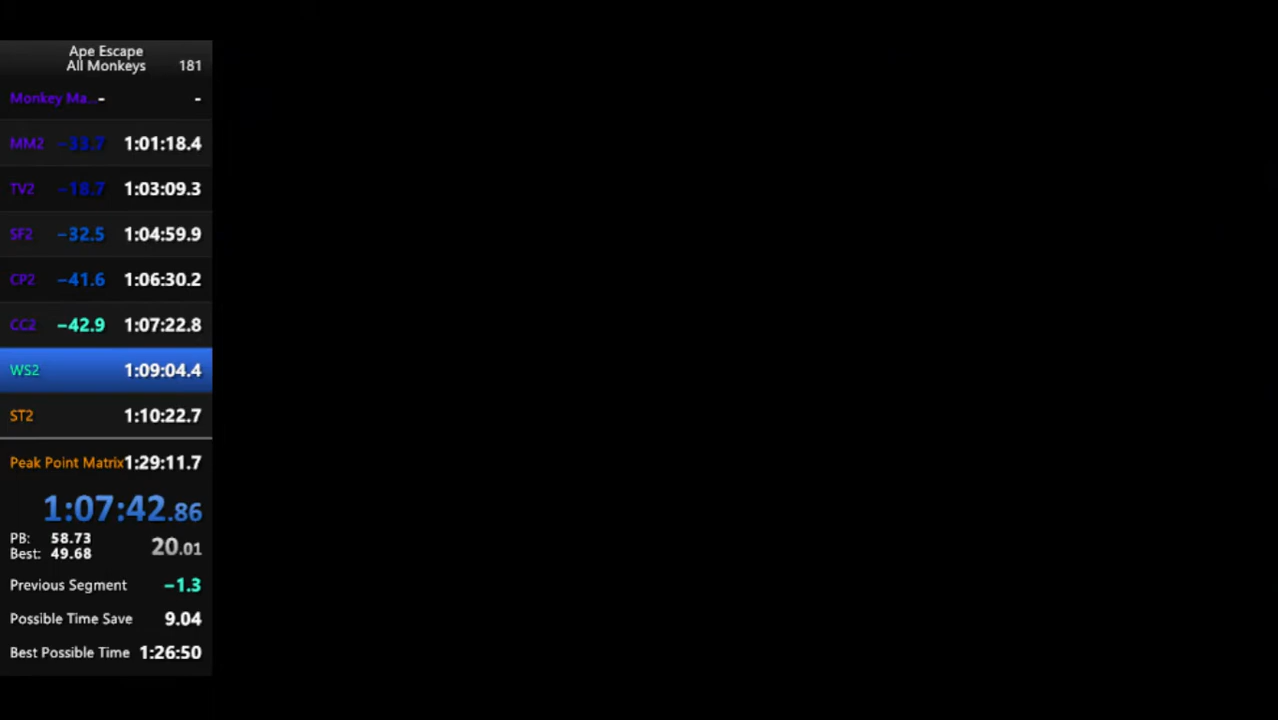 Ape Escape
All Monkeys 181
Monkey Ma... - -
MM2 -33.7 1:01:18.4
TV2 -18.7 1:03:09.3
SF2 -32.5 1:04:59.9
CP2 -41.6 1:06:30.2
CC2 -42.9 1:07:22.8
WS2 1:09:04.4
ST2 1:10:22.7
Peak Point Matrix 1:29:11.7
1:07:42.86
PB: 58.73
Best: 49.68 20.01
Previous Segment -1.3
Possible Time Save 9.04
Best Possible Time 1:26:50